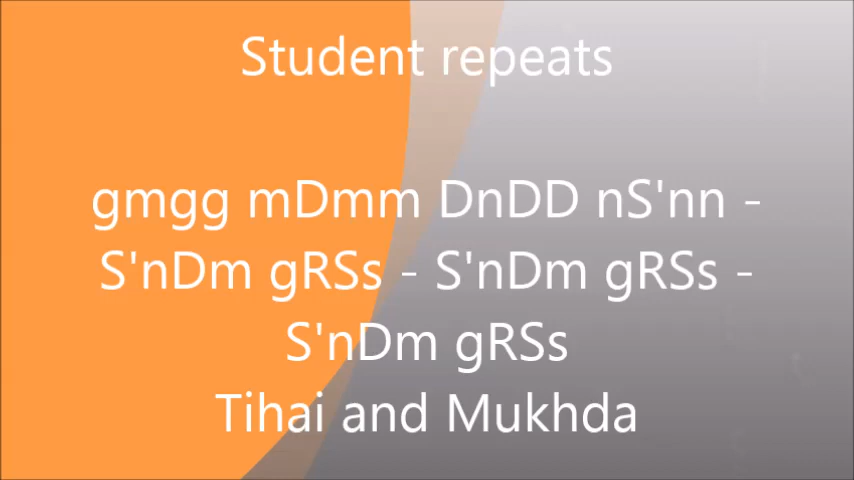 Student repeats
gmgg mDmm DnDD nS'nn -
S'nDm gRSs - S'nDm gRSs -
S'nDm gRSs
Tihai and Mukhda